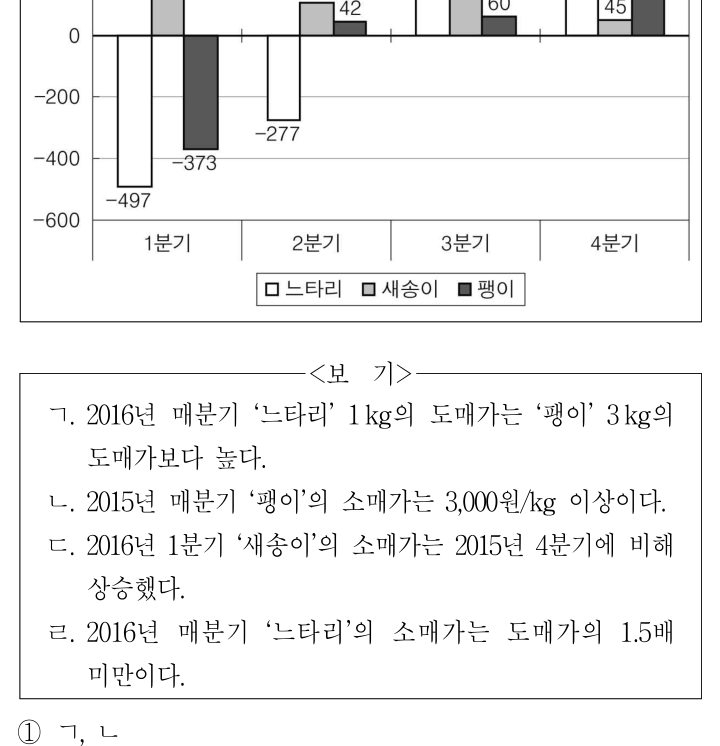 42
60
45
0
−200
−277
−400
−373
−497
−600
1분기 2분기 3분기 4분기
느타리 새송이 팽이
<보 기>
ㄱ. 2016년 매분기 ‘느타리’ 1kg의 도매가는 ‘팽이’ 3kg의
도매가보다 높다.
ㄴ. 2015년 매분기 ‘팽이’의 소매가는 3,000원/kg 이상이다.
ㄷ. 2016년 1분기 ‘새송이’의 소매가는 2015년 4분기에 비해
상승했다.
ㄹ. 2016년 매분기 ‘느타리’의 소매가는 도매가의 1.5배
미만이다.
① ㄱ, ㄴ